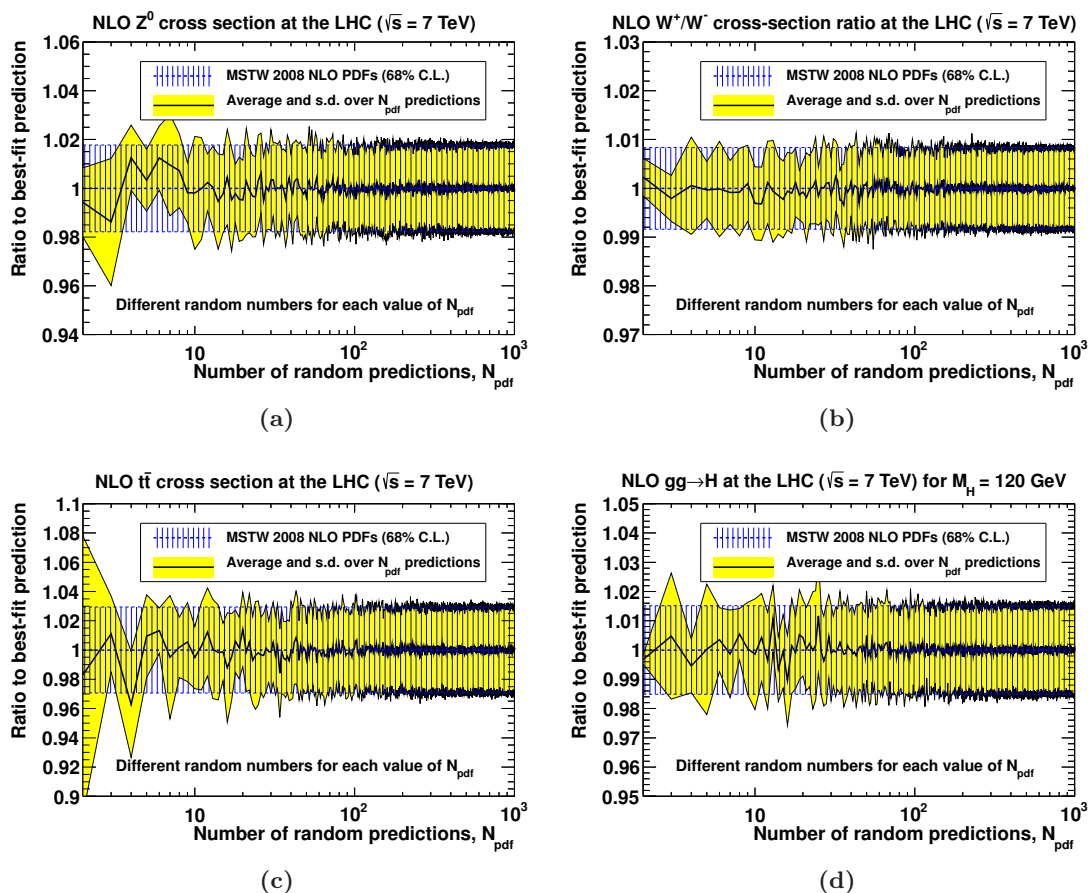 NLO Z⁰ cross section at the LHC (√s = 7 TeV)
Ratio to best-fit prediction
1.06
1.04
1.02
1
0.98
0.96
0.94
MSTW 2008 NLO PDFs (68% C.L.)
Average and s.d. over N_pdf predictions
Different random numbers for each value of N_pdf
10
10²
10³
Number of random predictions, N_pdf
(a)
NLO W⁺/W⁻ cross-section ratio at the LHC (√s = 7 TeV)
Ratio to best-fit prediction
1.03
1.02
1.01
1
0.99
0.98
0.97
MSTW 2008 NLO PDFs (68% C.L.)
Average and s.d. over N_pdf predictions
Different random numbers for each value of N_pdf
10
10²
10³
Number of random predictions, N_pdf
(b)
NLO tt̄ cross section at the LHC (√s = 7 TeV)
Ratio to best-fit prediction
1.1
1.08
1.06
1.04
1.02
1
0.98
0.96
0.94
0.92
0.9
MSTW 2008 NLO PDFs (68% C.L.)
Average and s.d. over N_pdf predictions
Different random numbers for each value of N_pdf
10
10²
10³
Number of random predictions, N_pdf
(c)
NLO gg→H at the LHC (√s = 7 TeV) for M_H = 120 GeV
Ratio to best-fit prediction
1.05
1.04
1.03
1.02
1.01
1
0.99
0.98
0.97
0.96
0.95
MSTW 2008 NLO PDFs (68% C.L.)
Average and s.d. over N_pdf predictions
Different random numbers for each value of N_pdf
10
10²
10³
Number of random predictions, N_pdf
(d)